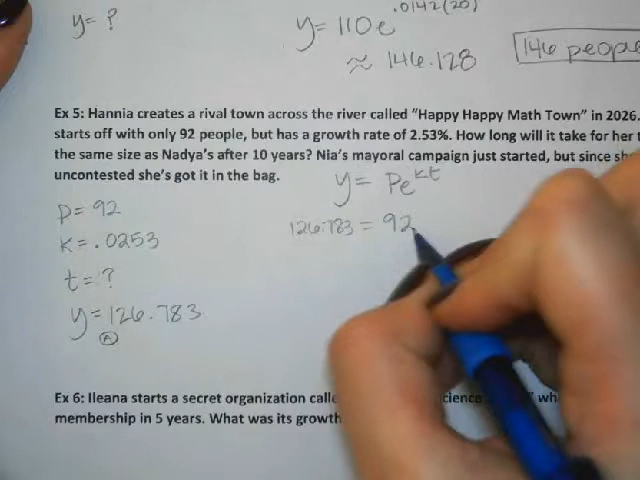 y= ?
y= 110e .0142(20)
≈ 146.128
146 people
Ex 5: Hannia creates a rival town across the river called "Happy Happy Math Town" in 2026.
starts off with only 92 people, but has a growth rate of 2.53%. How long will it take for her
the same size as Nadya's after 10 years? Nia's mayoral campaign just started, but since
uncontested she's got it in the bag.
y= Pe^kt
P= 92
126.783 = 92
K= .0253
t= ?
y= 126.783
A
Ex 6: Ileana starts a secret organization
membership in 5 years. What was its growth